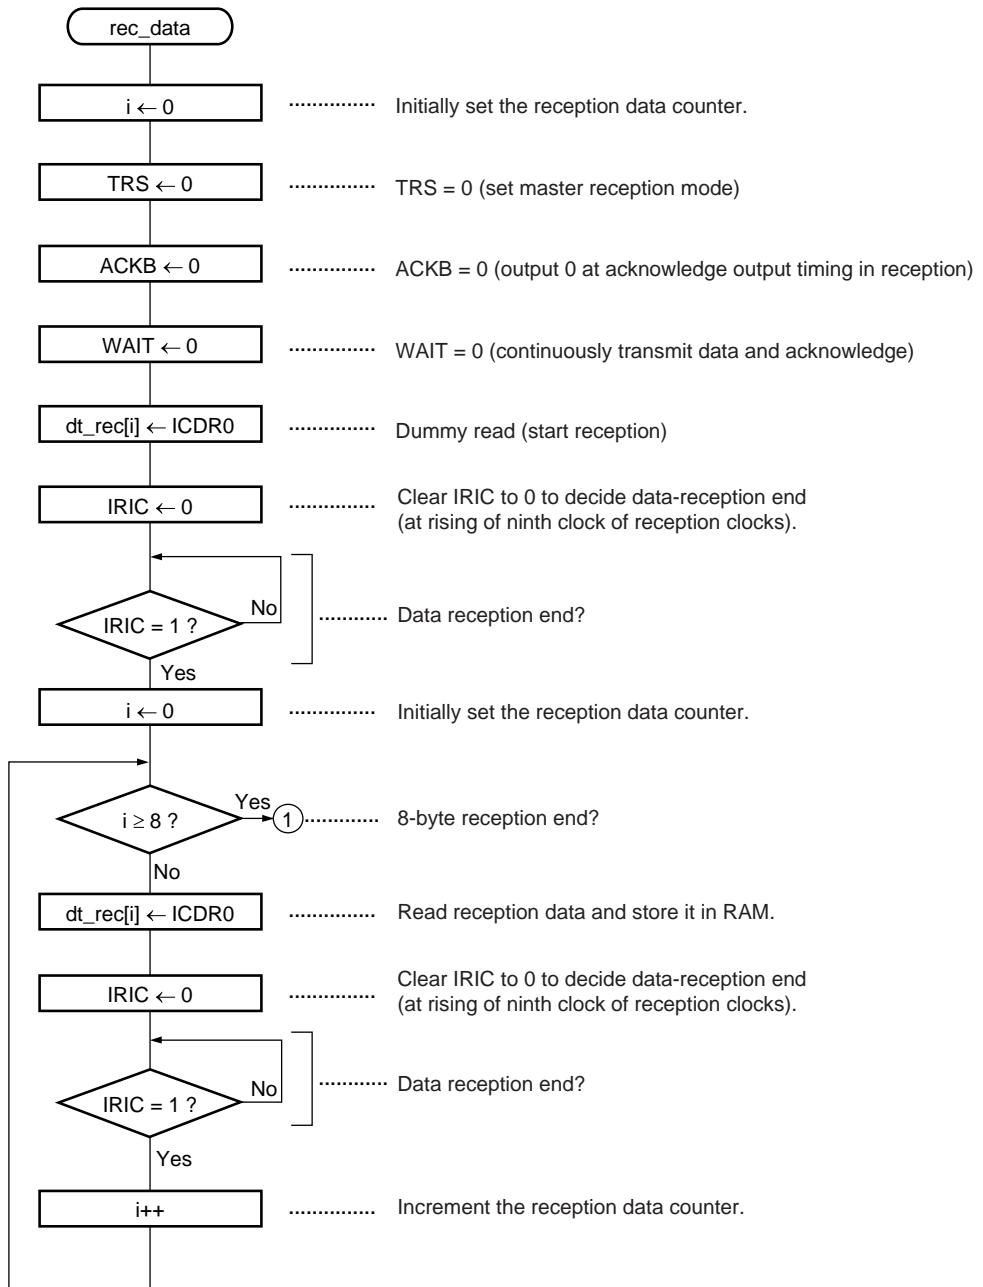 rec_data
i ← 0 ............... Initially set the reception data counter.
TRS ← 0 ............... TRS = 0 (set master reception mode)
ACKB ← 0 ............... ACKB = 0 (output 0 at acknowledge output timing in reception)
WAIT ← 0 ............... WAIT = 0 (continuously transmit data and acknowledge)
dt_rec[i] ← ICDR0 ............... Dummy read (start reception)
IRIC ← 0 ............... Clear IRIC to 0 to decide data-reception end
(at rising of ninth clock of reception clocks).
IRIC = 1 ? No ............ Data reception end?
Yes
i ← 0 ............... Initially set the reception data counter.
i ≥ 8 ? Yes 1 ............. 8-byte reception end?
No
dt_rec[i] ← ICDR0 ............... Read reception data and store it in RAM.
IRIC ← 0 ............... Clear IRIC to 0 to decide data-reception end
(at rising of ninth clock of reception clocks).
IRIC = 1 ? No ............ Data reception end?
Yes
i++ ............... Increment the reception data counter.